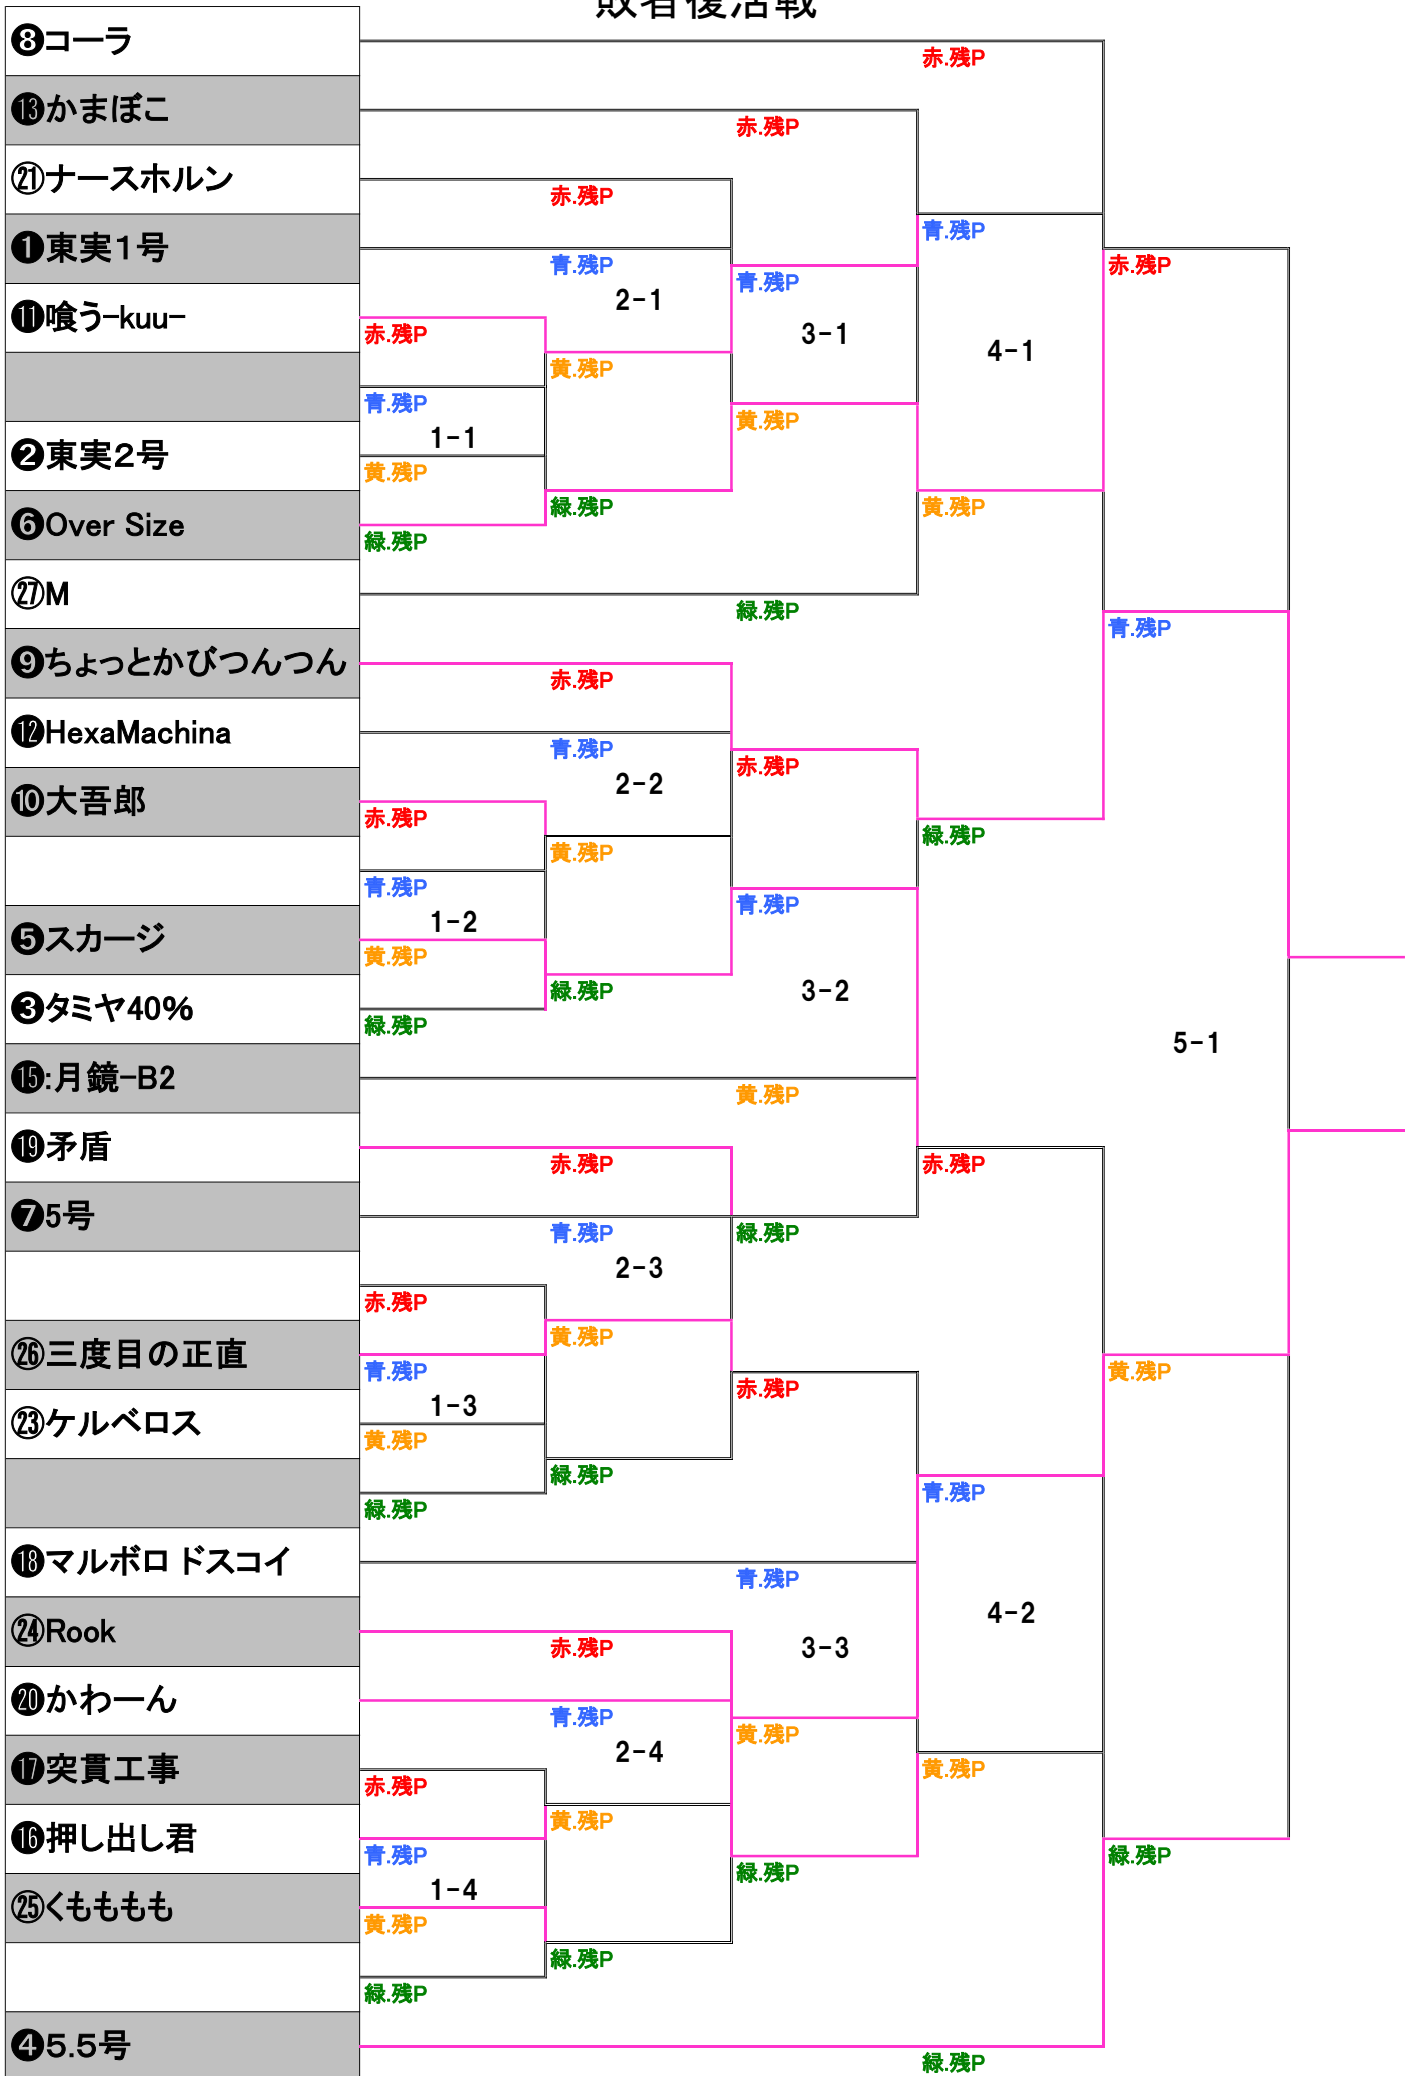 敗者復活戦
❽コーラ
赤.残P
⓭かまぼこ
赤.残P
㉑ナースホルン
赤.残P
青.残P
❶東実1号
青.残P
赤.残P
青.残P
2-1
⓫喰う-kuu-
赤.残P
3-1
4-1
黄.残P
青.残P
黄.残P
1-1
❷東実2号
黄.残P
緑.残P
黄.残P
❻Over Size
緑.残P
㉗M
緑.残P
青.残P
❾ちょっとかびつんつん
赤.残P
⓬HexaMachina
青.残P
赤.残P
2-2
❿大吾郎
赤.残P
緑.残P
黄.残P
青.残P
青.残P
1-2
❺スカージ
黄.残P
緑.残P
3-2
❸タミヤ40%
緑.残P
5-1
⓯:月鏡-B2
黄.残P
⓳矛盾
赤.残P
赤.残P
❼5号
青.残P
緑.残P
2-3
赤.残P
黄.残P
㉖三度目の正直
青.残P
黄.残P
赤.残P
1-3
㉓ケルベロス
黄.残P
緑.残P
青.残P
緑.残P
⓲マルボロドスコイ
青.残P
4-2
㉔Rook
赤.残P
3-3
⓴かわーん
青.残P
黄.残P
2-4
⓱突貫工事
黄.残P
赤.残P
黄.残P
⓰押し出し君
青.残P
緑.残P
緑.残P
1-4
㉕くもももも
黄.残P
緑.残P
緑.残P
❹5.5号
緑.残P